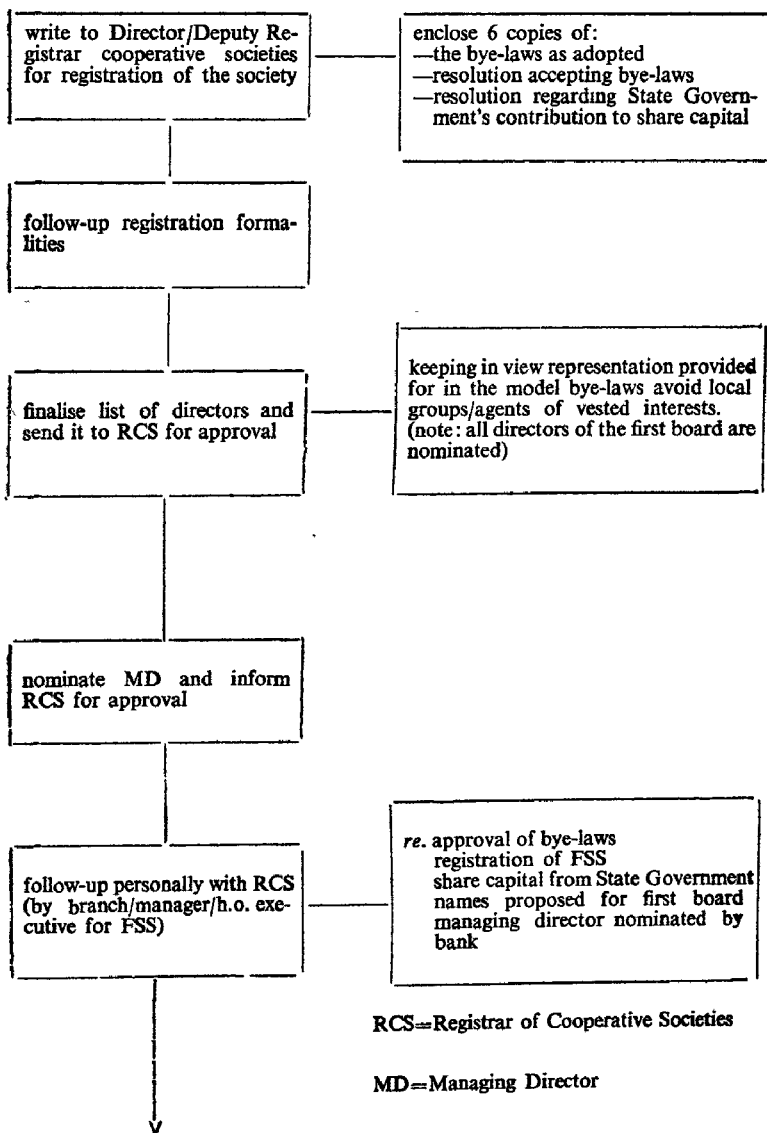 write to Director/Deputy Re-
gistrar cooperative societies
for registration of the society
enclose 6 copies of:
—the bye-laws as adopted
—resolution accepting bye-laws
—resolution regarding State Govern-
ment's contribution to share capital
follow-up registration forma-
lities
finalise list of directors and
send it to RCS for approval
keeping in view representation provided
for in the model bye-laws avoid local
groups/agents of vested interests.
(note: all directors of the first board are
nominated)
nominate MD and inform
RCS for approval
follow-up personally with RCS
(by branch/manager/h.o. exe-
cutive for FSS)
re. approval of bye-laws
registration of FSS
share capital from State Government
names proposed for first board
managing director nominated by
bank
RCS=Registrar of Cooperative Societies
MD=Managing Director